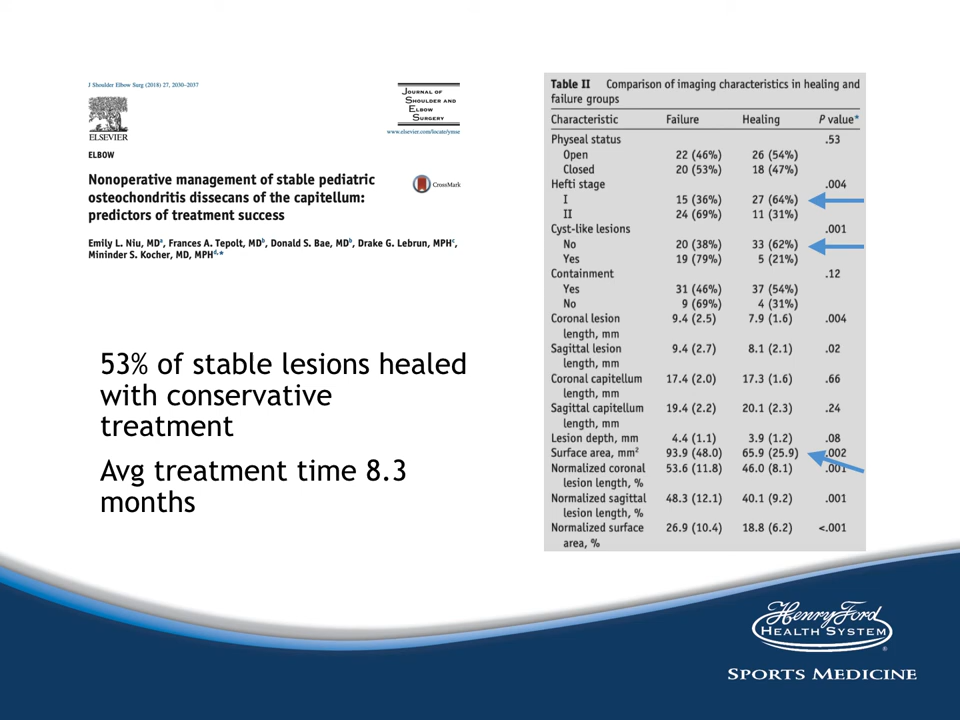 J Shoulder Elbow Surg (2018) 27, 2030–2037
ELSEVIER
JOURNAL OF
SHOULDER AND
ELBOW
SURGERY
www.elsevier.com/locate/ymse
ELBOW
Nonoperative management of stable pediatric
osteochondritis dissecans of the capitellum:
predictors of treatment success
CrossMark
Emily L. Niu, MDᵃ, Frances A. Tepolt, MDᵇ, Donald S. Bae, MDᵇ, Drake G. Lebrun, MPHᶜ,
Mininder S. Kocher, MD, MPHᵈ,*
53% of stable lesions healed
with conservative
treatment
Avg treatment time 8.3
months
Table II Comparison of imaging characteristics in healing and
failure groups
Characteristic Failure Healing P value*
Physeal status .53
Open 22 (46%) 26 (54%)
Closed 20 (53%) 18 (47%)
Hefti stage .004
I 15 (36%) 27 (64%)
II 24 (69%) 11 (31%)
Cyst-like lesions .001
No 20 (38%) 33 (62%)
Yes 19 (79%) 5 (21%)
Containment .12
Yes 31 (46%) 37 (54%)
No 9 (69%) 4 (31%)
Coronal lesion 9.4 (2.5) 7.9 (1.6) .004
length, mm
Sagittal lesion 9.4 (2.7) 8.1 (2.1) .02
length, mm
Coronal capitellum 17.4 (2.0) 17.3 (1.6) .66
length, mm
Sagittal capitellum 19.4 (2.2) 20.1 (2.3) .24
length, mm
Lesion depth, mm 4.4 (1.1) 3.9 (1.2) .08
Surface area, mm² 93.9 (48.0) 65.9 (25.9) .002
Normalized coronal 53.6 (11.8) 46.0 (8.1) .001
lesion length, %
Normalized sagittal 48.3 (12.1) 40.1 (9.2) .001
lesion length, %
Normalized surface 26.9 (10.4) 18.8 (6.2) <.001
area, %
Henry Ford
HEALTH SYSTEM
®
SPORTS MEDICINE